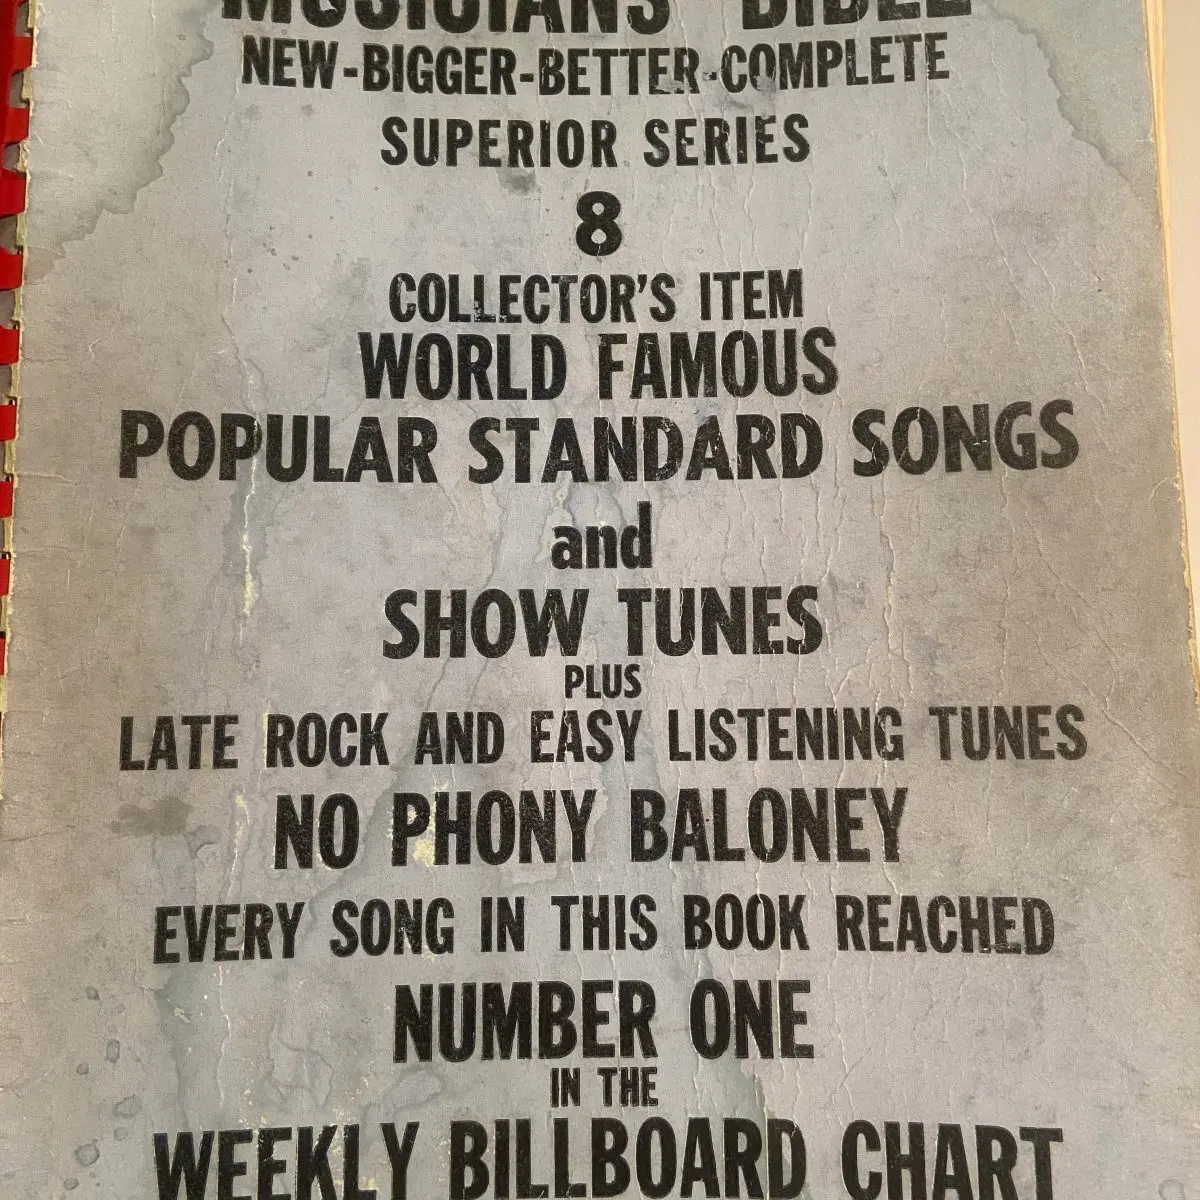 MUSICIANS BIBLE
NEW-BIGGER-BETTER-COMPLETE
SUPERIOR SERIES
8
COLLECTOR'S ITEM
WORLD FAMOUS
POPULAR STANDARD SONGS
and
SHOW TUNES
PLUS
LATE ROCK AND EASY LISTENING TUNES
NO PHONY BALONEY
EVERY SONG IN THIS BOOK REACHED
NUMBER ONE
IN THE
WEEKLY BILLBOARD CHART